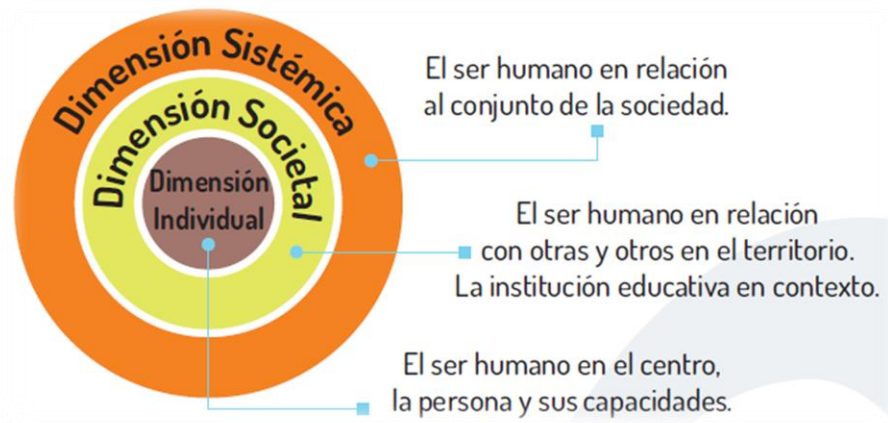 Dimensión Sistémica
Dimensión Societal
Dimensión
Individual
El ser humano en relación
al conjunto de la sociedad.
El ser humano en relación
con otras y otros en el territorio.
La institución educativa en contexto.
El ser humano en el centro,
la persona y sus capacidades.